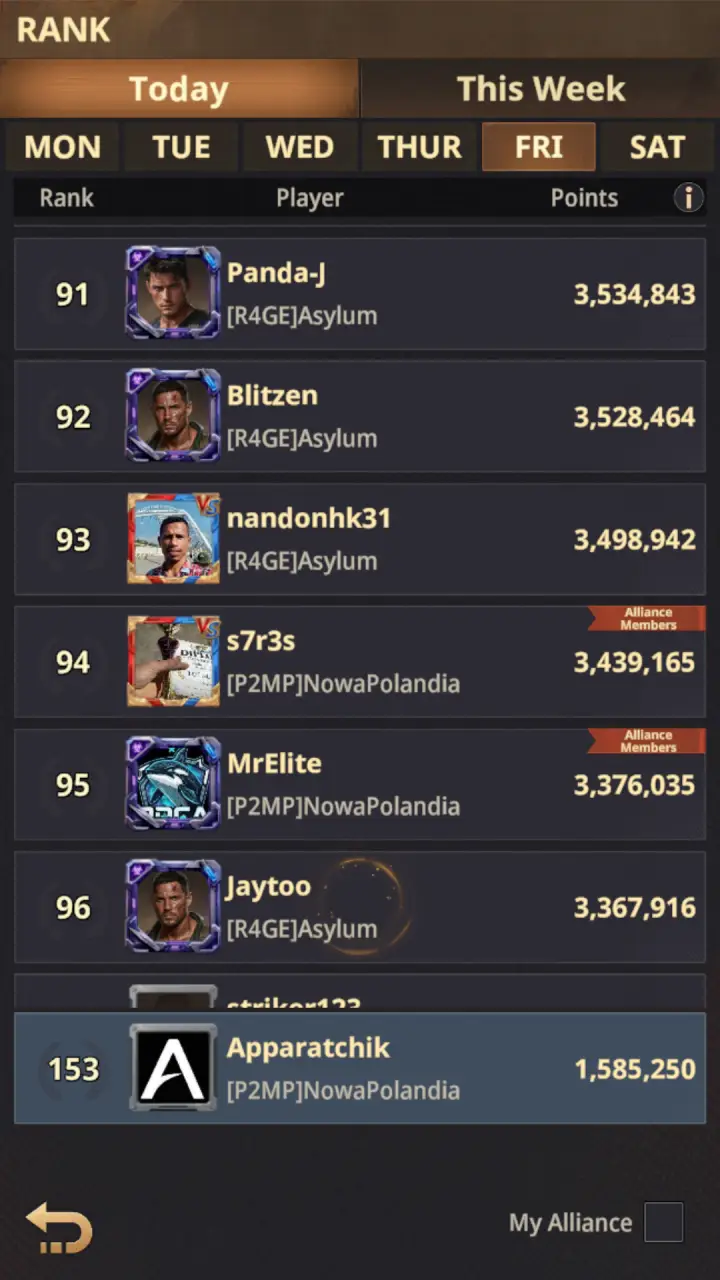 RANK
Today
This Week
MON
TUE
WED
THUR
FRI
SAT
Rank
Player
Points
i
91
Panda-J
[R4GE]Asylum
3,534,843
92
Blitzen
[R4GE]Asylum
3,528,464
93
VS
nandonhk31
[R4GE]Asylum
3,498,942
94
VS
s7r3s
[P2MP]NowaPolandia
Alliance
Members
3,439,165
95
MrElite
[P2MP]NowaPolandia
Alliance
Members
3,376,035
96
Jaytoo
[R4GE]Asylum
3,367,916
153
A
Apparatchik
[P2MP]NowaPolandia
1,585,250
My Alliance